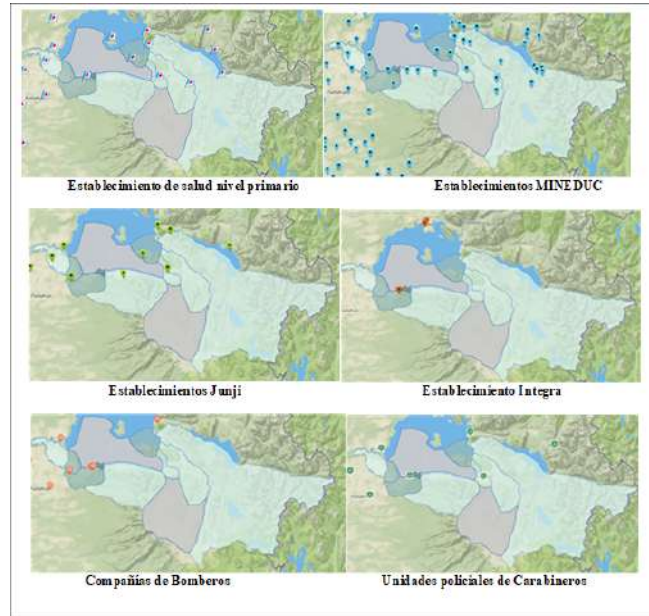 Establecimiento de salud nivel primario
Establecimientos MINEDUC
Establecimientos Junji
Establecimiento Integra
Compañías de Bomberos
Unidades policiales de Carabineros